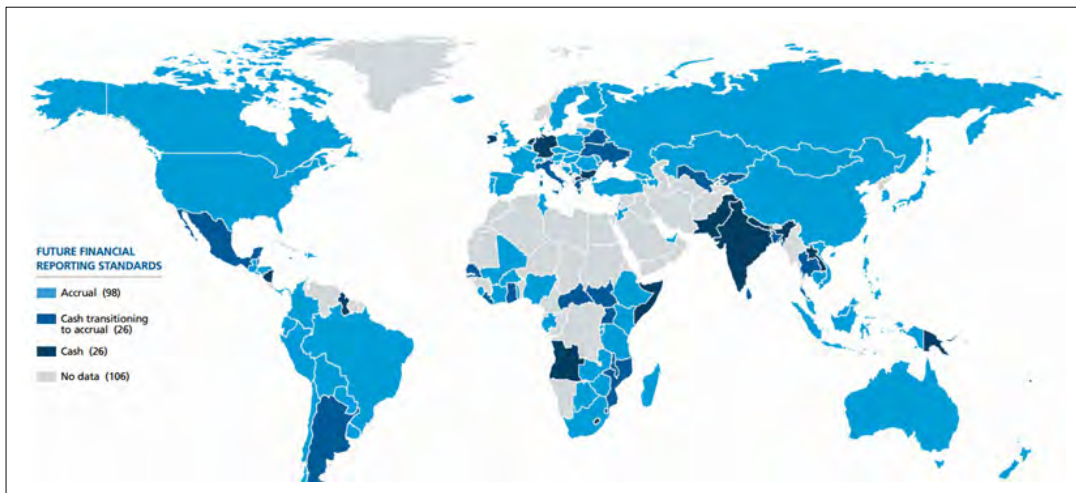 FUTURE FINANCIAL
REPORTING STANDARDS
Accrual (98)
Cash transitioning
to accrual (26)
Cash (26)
No data (106)